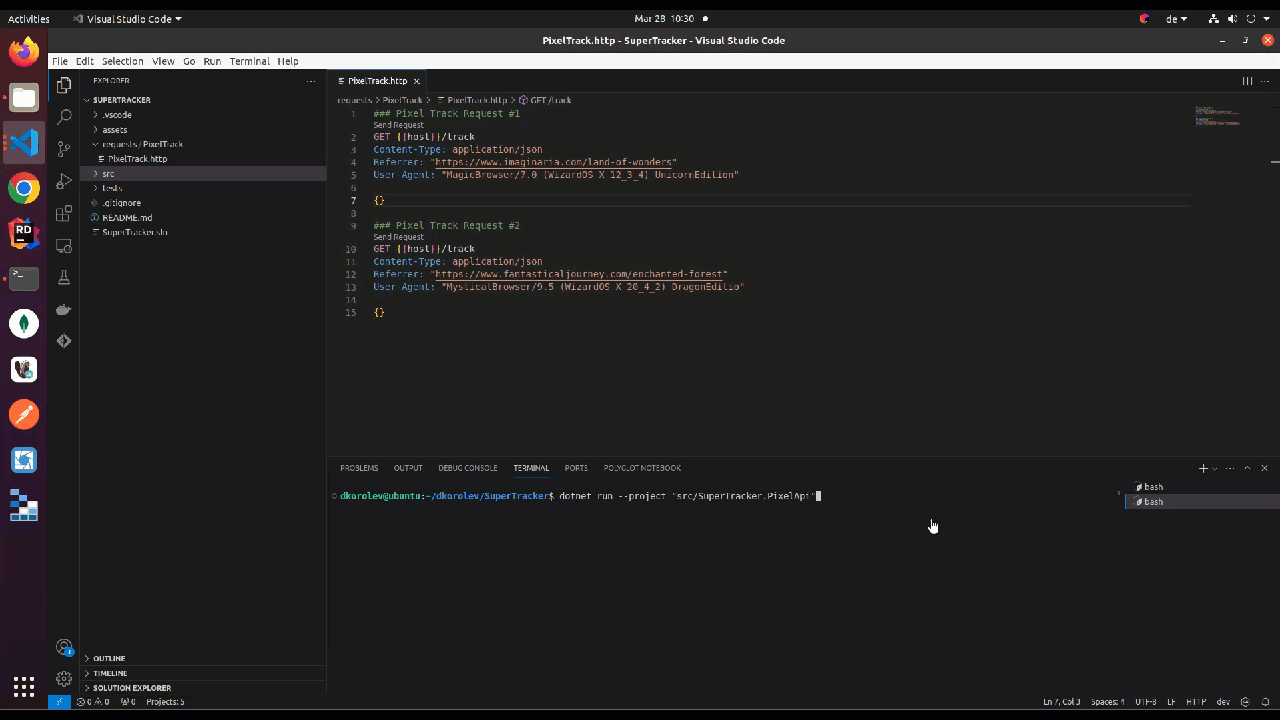 Activities
Visual Studio Code
Mar 28 10:30
de
PixelTrack.http - SuperTracker - Visual Studio Code
File Edit Selection View Go Run Terminal Help
EXPLORER
SUPERTRACKER
.vscode
assets
requests / PixelTrack
PixelTrack.http
src
tests
.gitignore
README.md
SuperTracker.sln
OUTLINE
TIMELINE
SOLUTION EXPLORER
PixelTrack.http
requests > PixelTrack > PixelTrack.http > GET /track
1 ### Pixel Track Request #1
Send Request
2 GET {{host}}/track
3 Content-Type: application/json
4 Referrer: "https://www.imaginaria.com/land-of-wonders"
5 User-Agent: "MagicBrowser/7.0 (WizardOS X 12_3_4) UnicornEdition"
6
7 {}
8
9 ### Pixel Track Request #2
Send Request
10 GET {{host}}/track
11 Content-Type: application/json
12 Referrer: "https://www.fantasticaljourney.com/enchanted-forest"
13 User-Agent: "MysticalBrowser/9.5 (WizardOS X 20_4_2) DragonEditio"
14
15 {}
PROBLEMS OUTPUT DEBUG CONSOLE TERMINAL PORTS POLYGLOT NOTEBOOK
dkorolev@ubuntu:~/dkorolev/SuperTracker$ dotnet run --project "src/SuperTracker.PixelApi"
bash
bash
RD
1
0 0 0 Projects: 5
Ln 7, Col 3 Spaces: 4 UTF-8 LF HTTP dev